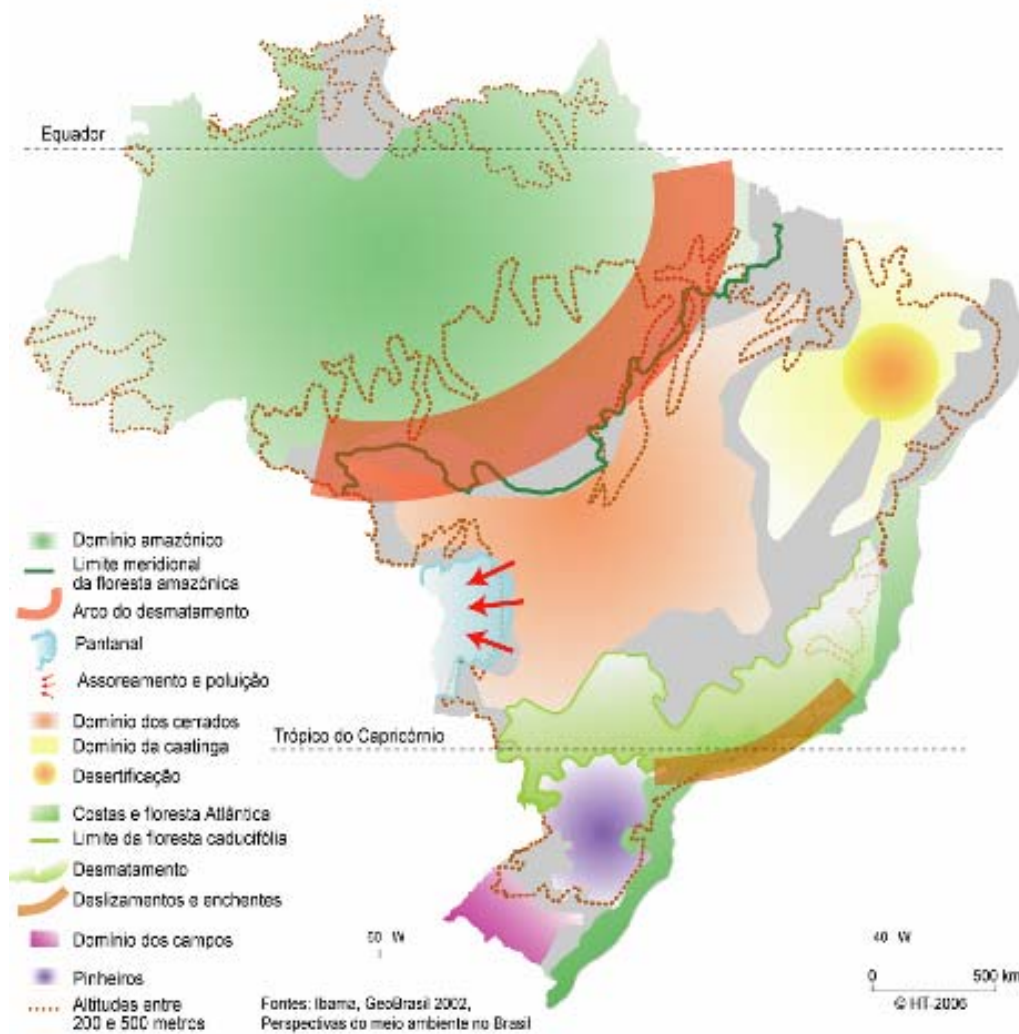 Equador
Domínio amazónico
Limite meridional
da floresta amazónica
Arco do desmatamento
Pantanal
Assoreamento e poluição
Domínio dos cerrados
Domínio da caatinga
Trópico do Capricórnio
Desertificação
Costas e floresta Atlântica
Limite da floresta caducifólia
Desmatamento
Deslizamentos e enchentes
Domínio dos campos
Pinheiros
Altitudes entre
200 e 500 metros
Fontes: Ibama, GeoBrasil 2002,
Perspectivas do meio ambiente no Brasil
50 W
40 W
0 500 km
© HT-2006